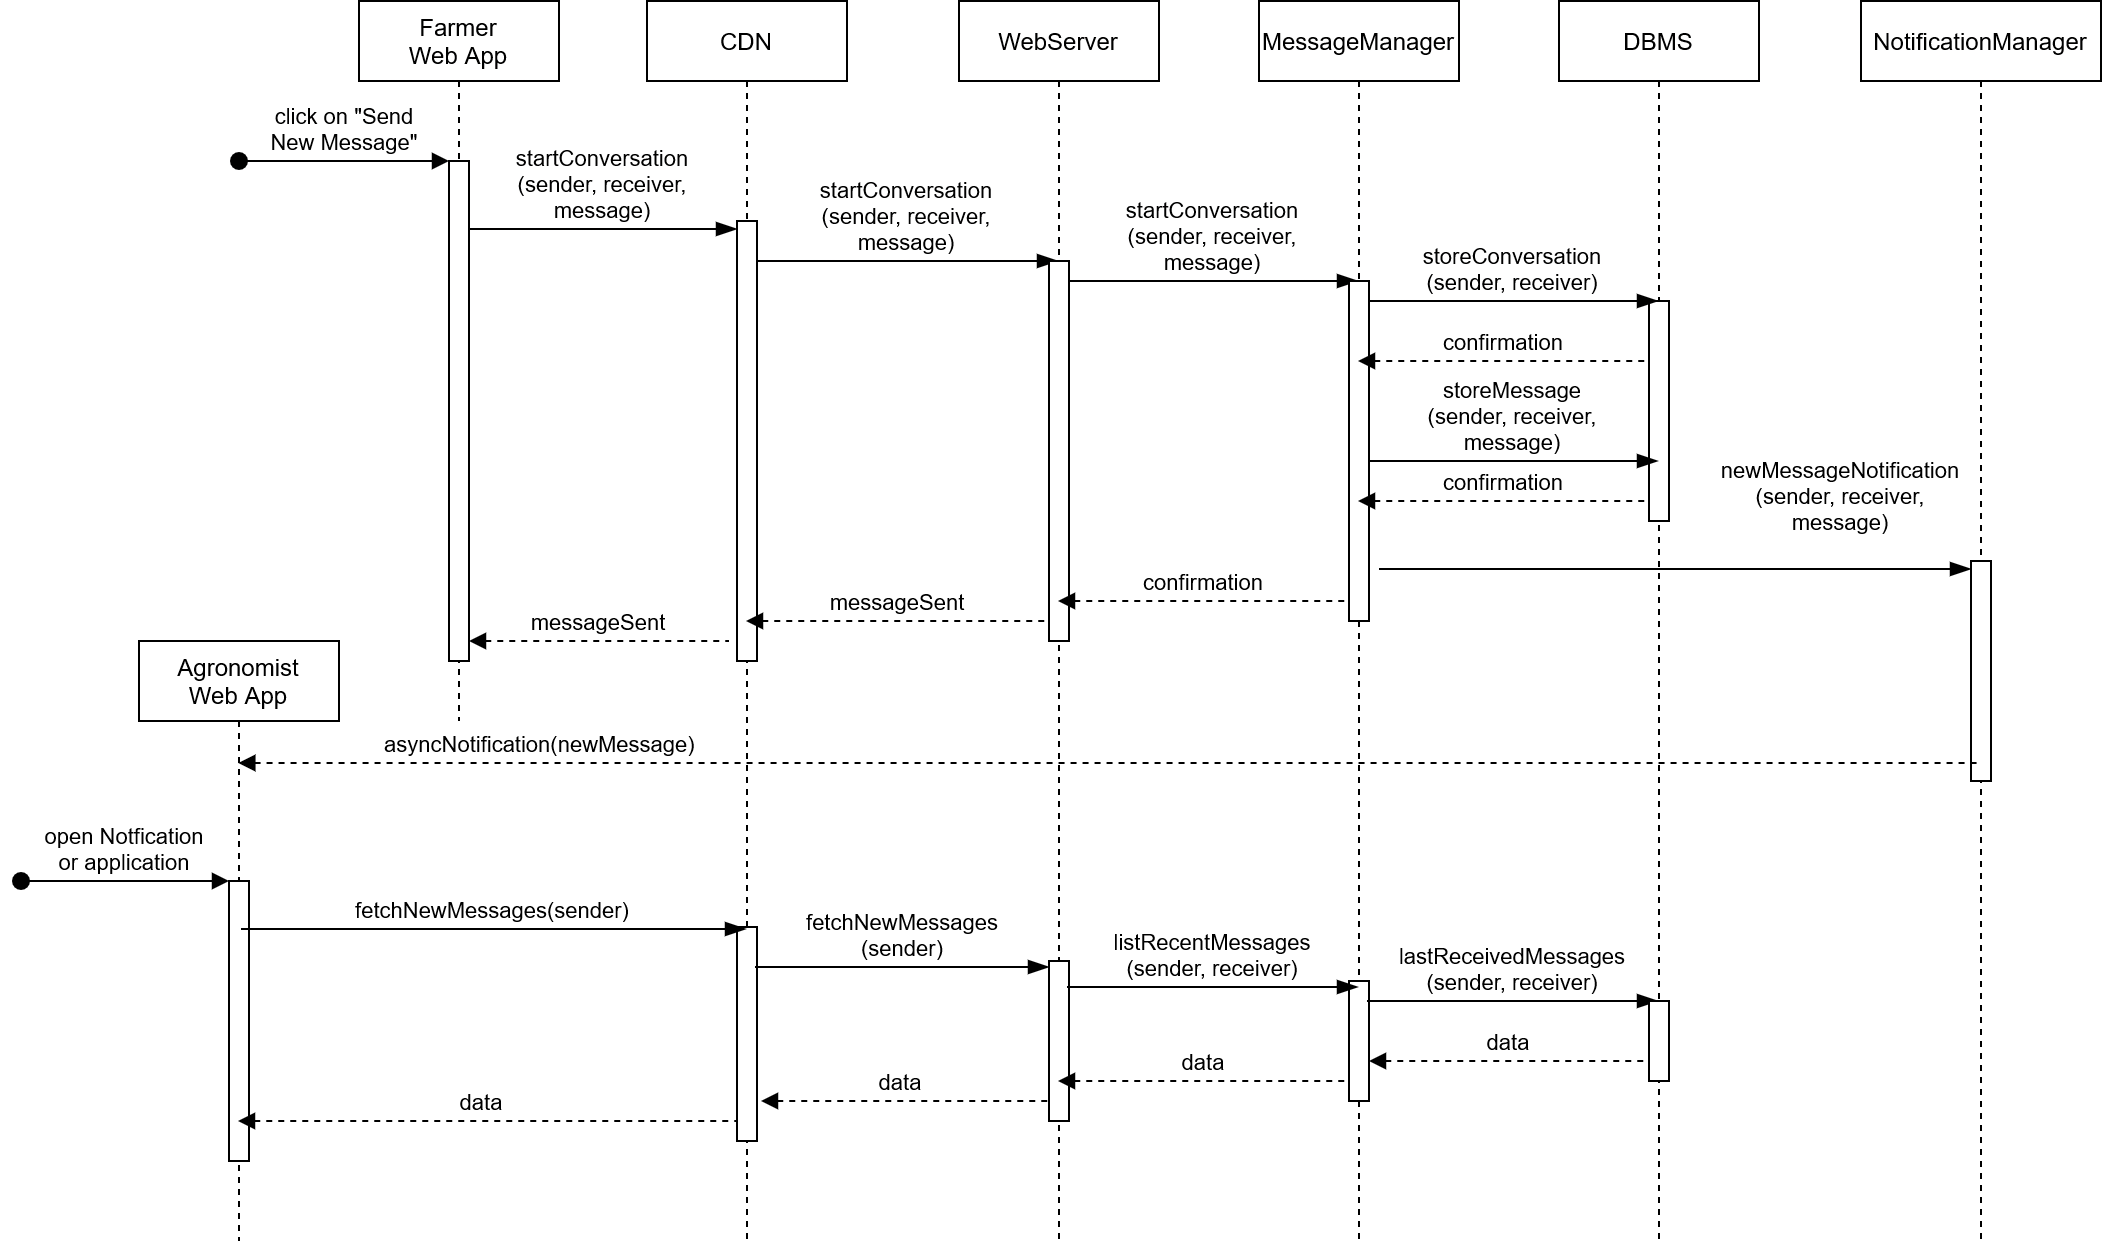 Farmer
Web App
CDN
WebServer
MessageManager
DBMS
NotificationManager
click on "Send
New Message"
startConversation
(sender, receiver,
message)
startConversation
(sender, receiver,
message)
startConversation
(sender, receiver,
message)
storeConversation
(sender, receiver)
confirmation
storeMessage
(sender, receiver,
message)
confirmation
newMessageNotification
(sender, receiver,
message)
confirmation
messageSent
messageSent
Agronomist
Web App
asyncNotification(newMessage)
open Notfication
or application
fetchNewMessages(sender)
fetchNewMessages
(sender)
listRecentMessages
(sender, receiver)
lastReceivedMessages
(sender, receiver)
data
data
data
data